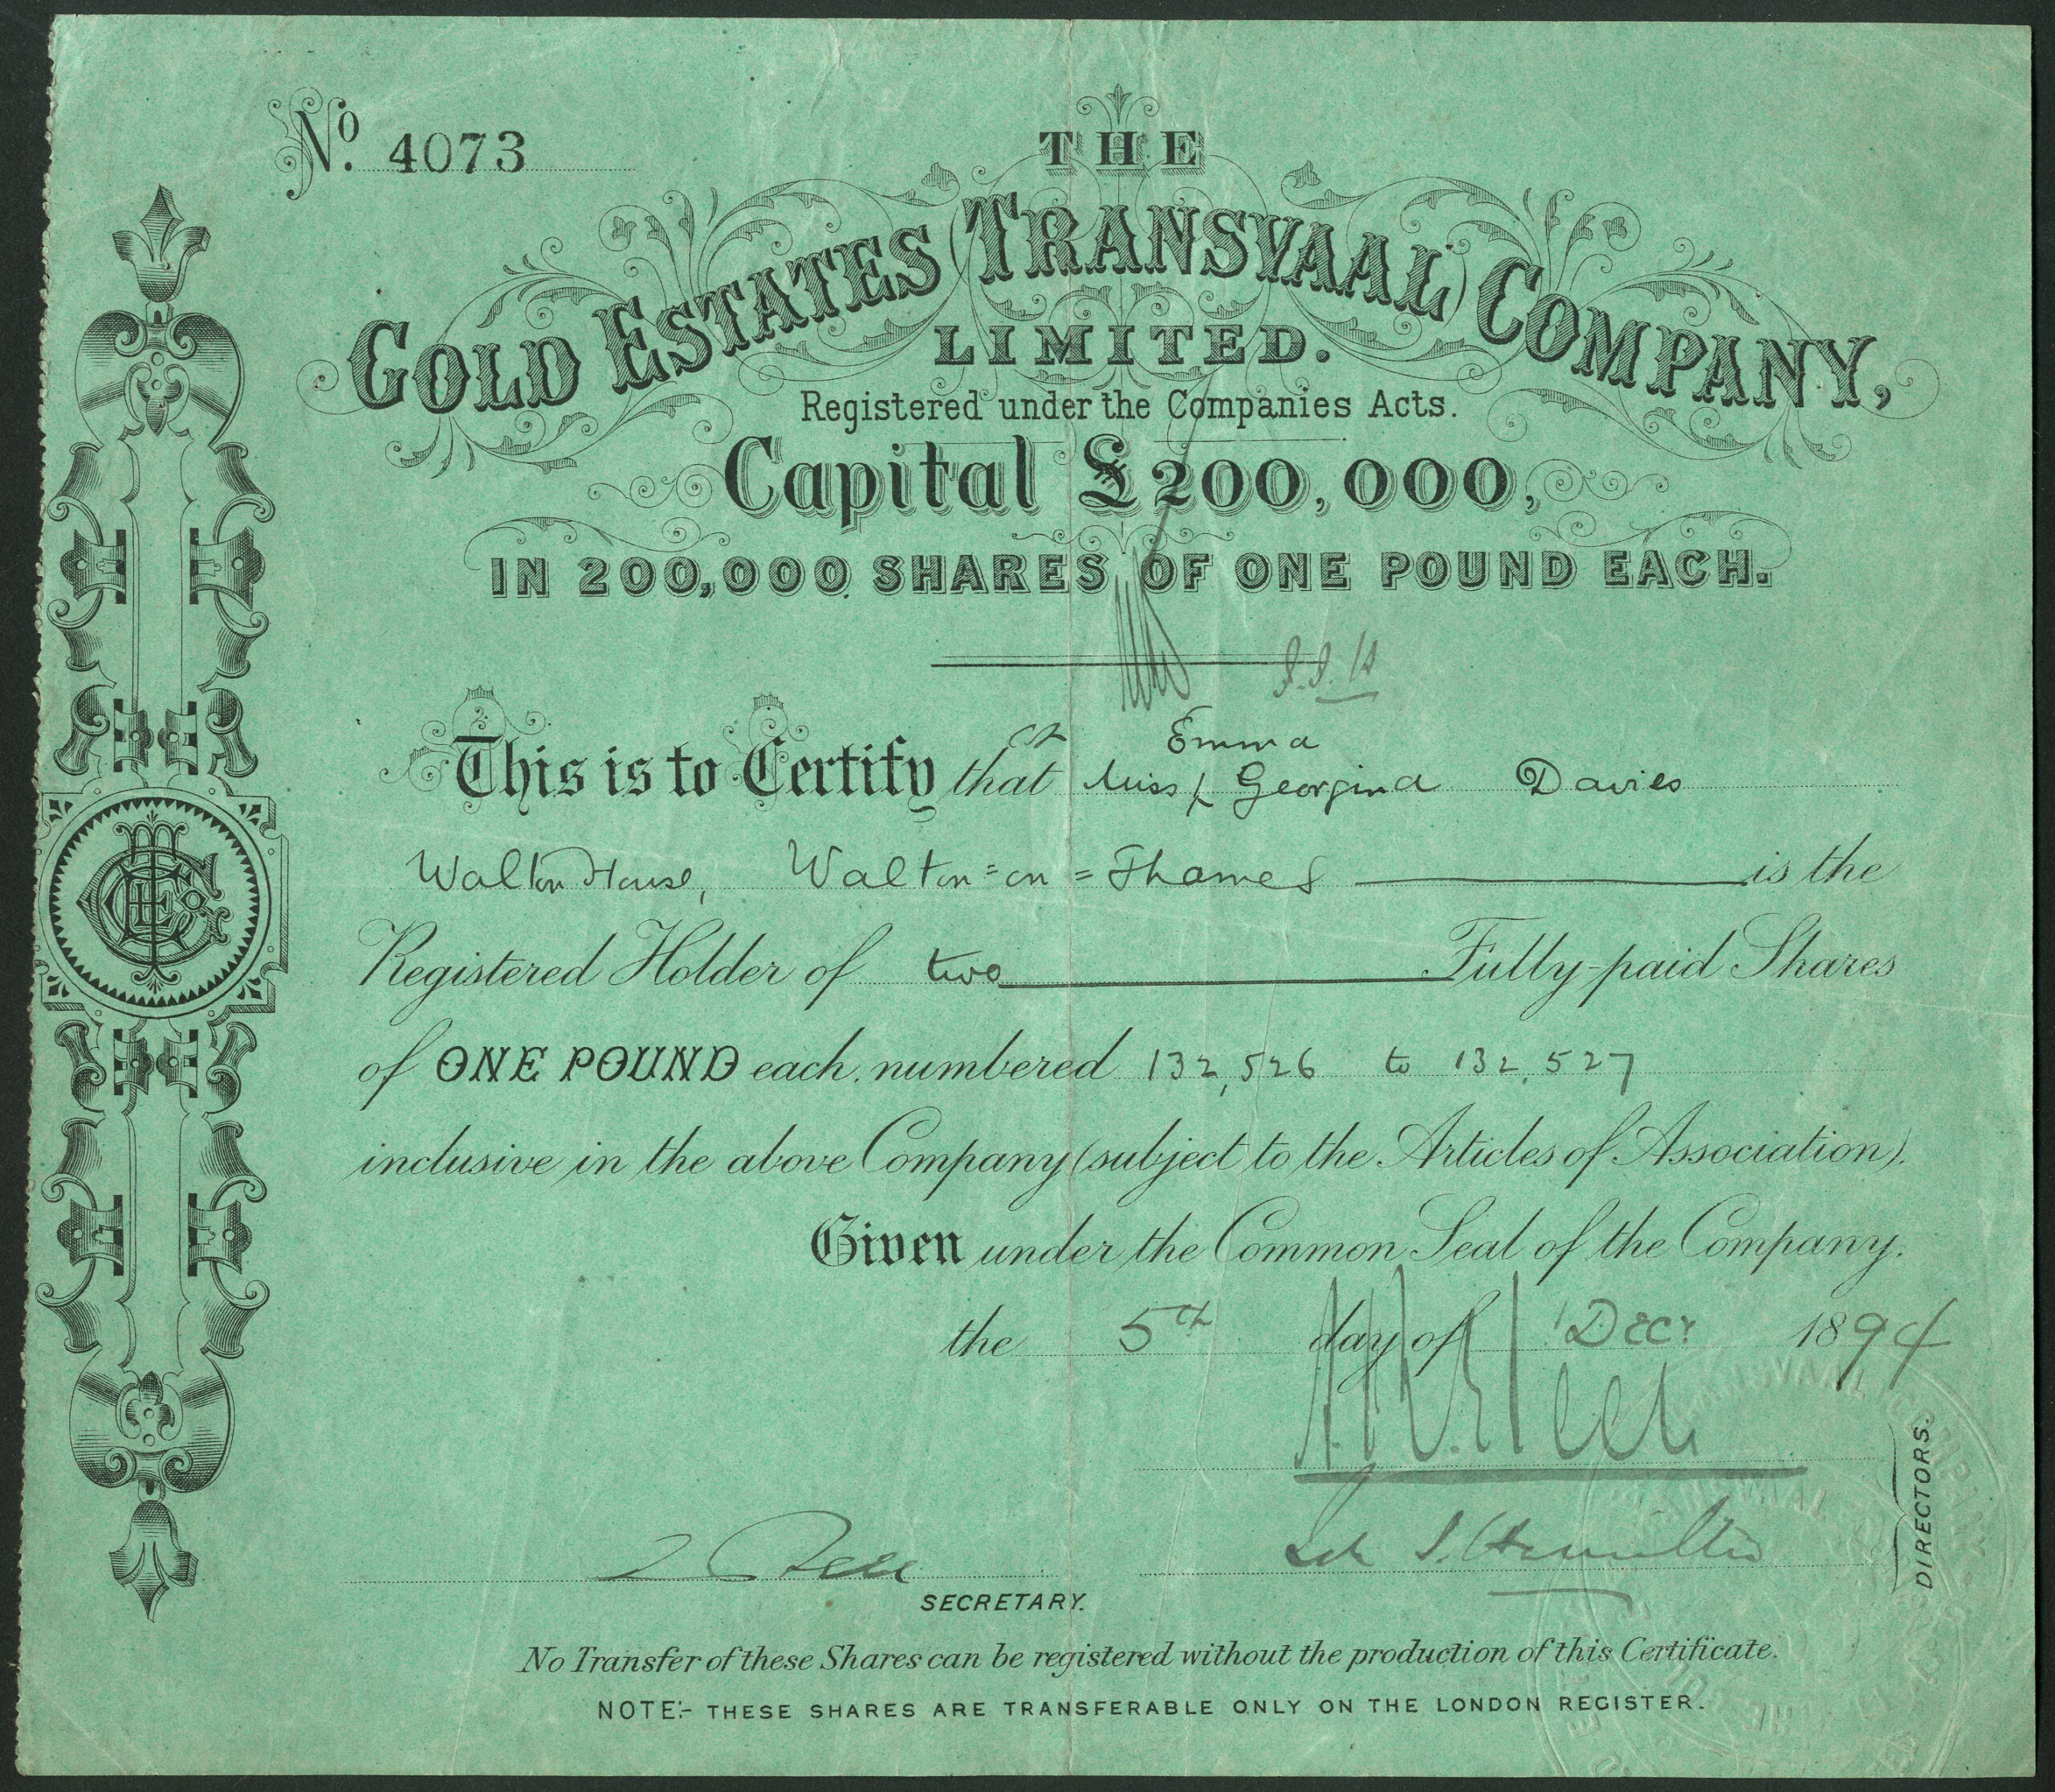 No. 4073
THE
GOLD ESTATES (TRANSVAAL) COMPANY,
LIMITED.
Registered under the Companies Acts.
Capital £200,000,
IN 200,000 SHARES OF ONE POUND EACH.
Emma
This is to Certify that Miss Georgina Davies
Walton House, Walton=on=Thames is the
Registered Holder of two Fully-paid Shares
of ONE POUND each, numbered 132,526 to 132,527
inclusive in the above Company (subject to the Articles of Association).
Given under the Common Seal of the Company.
the 5th day of Decr 1894
DIRECTORS.
SECRETARY.
No Transfer of these Shares can be registered without the production of this Certificate.
NOTE:- THESE SHARES ARE TRANSFERABLE ONLY ON THE LONDON REGISTER.